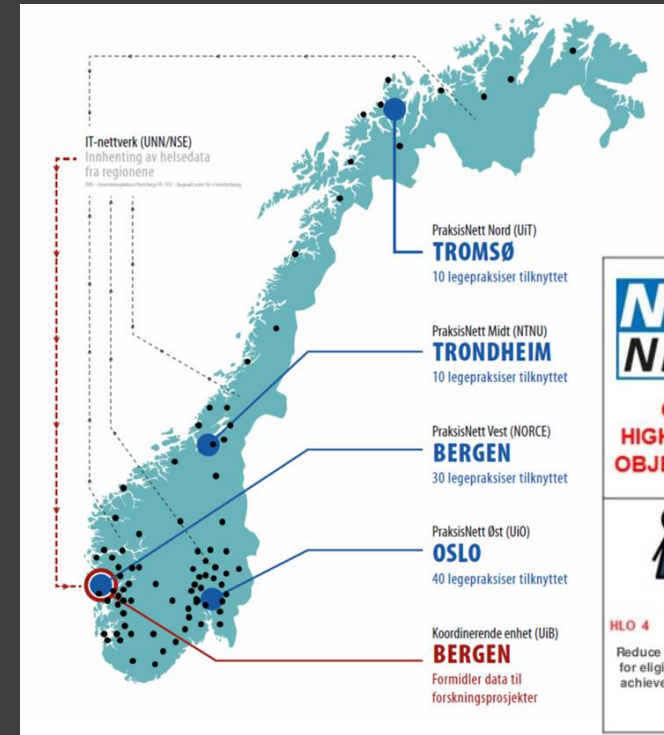 IT-nettverk (UNN/NSE)
Innhenting av helsedata
fra regionene
PraksisNett Nord (UiT)
TROMSØ
10 legepraksiser tilknyttet
PraksisNett Midt (NTNU)
TRONDHEIM
10 legepraksiser tilknyttet
PraksisNett Vest (NORCE)
BERGEN
30 legepraksiser tilknyttet
PraksisNett Øst (UiO)
OSLO
40 legepraksiser tilknyttet
Koordinerende enhet (UiB)
BERGEN
Formidler data til
forskningsprosjekter
N
N
HIGH
OBJE
HLO 4
Reduce
for eligi
achieve